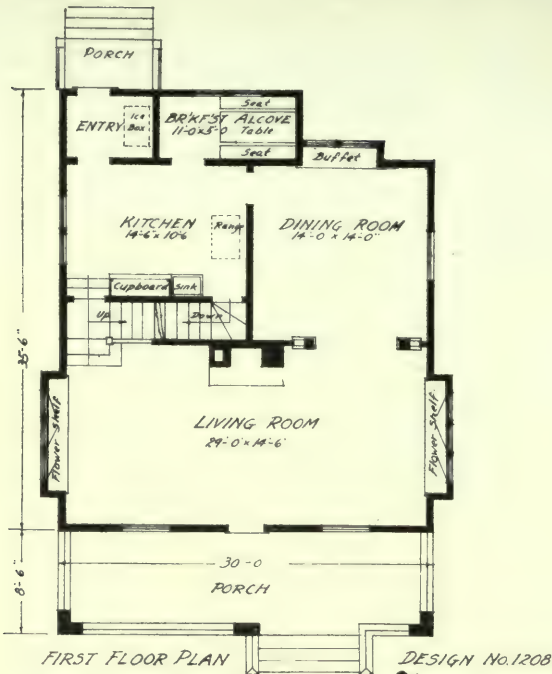 PORCH
ENTRY
Ice
Box
BR'KF'ST ALCOVE
11-0x5-0
Seat
Table
Seat
Buffet
KITCHEN
14-6 x 10-6
Range
DINING ROOM
14-0 x 14-0"
Cupboard
Sink
Up
Down
35-6"
LIVING ROOM
29-0 x 14-6
Flower Shelf
Flower Shelf
8-6"
30-0
PORCH
FIRST FLOOR PLAN
DESIGN No. 1208